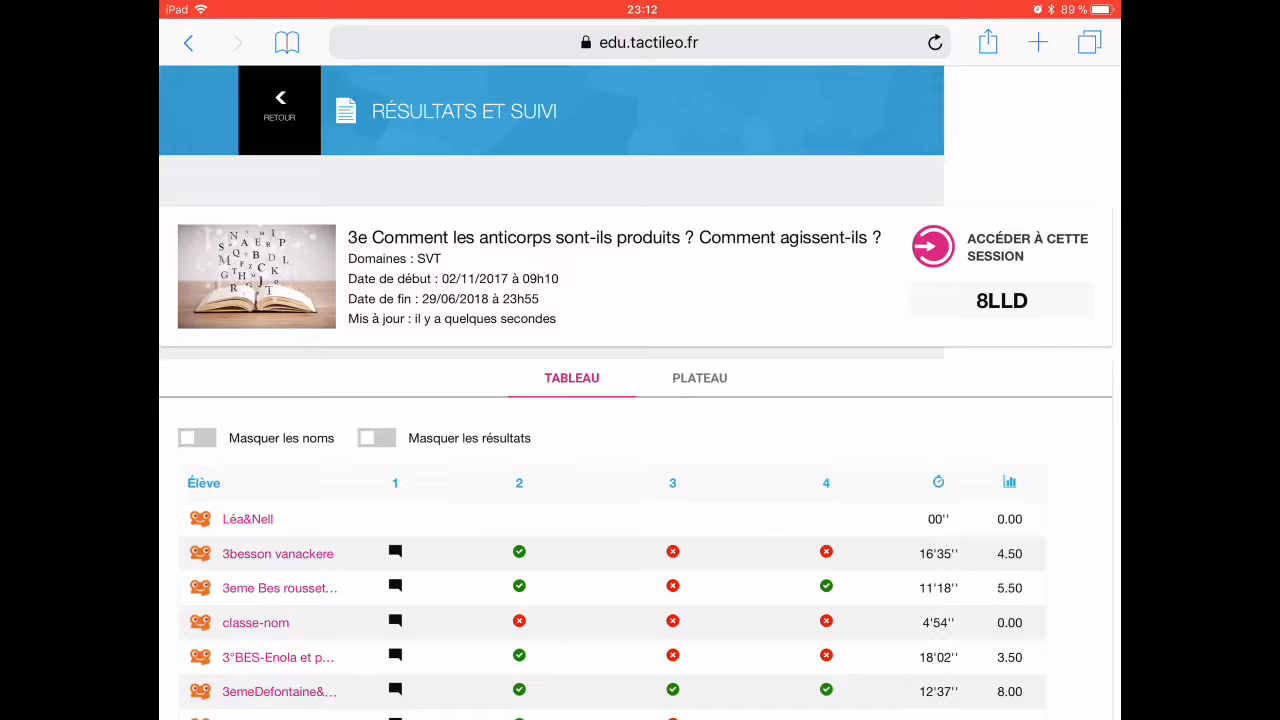 iPad 23:12 89 %
edu.tactileo.fr
RETOUR
RÉSULTATS ET SUIVI
3e Comment les anticorps sont-ils produits ? Comment agissent-ils ?
Domaines : SVT
Date de début : 02/11/2017 à 09h10
Date de fin : 29/06/2018 à 23h55
Mis à jour : il y a quelques secondes
ACCÉDER À CETTE
SESSION
8LLD
TABLEAU PLATEAU
Masquer les noms Masquer les résultats
Élève 1 2 3 4
Léa&Nell 00'' 0.00
3besson vanackere 16'35'' 4.50
3eme Bes rousset... 11'18'' 5.50
classe-nom 4'54'' 0.00
3°BES-Enola et p... 18'02'' 3.50
3emeDefontaine&... 12'37'' 8.00